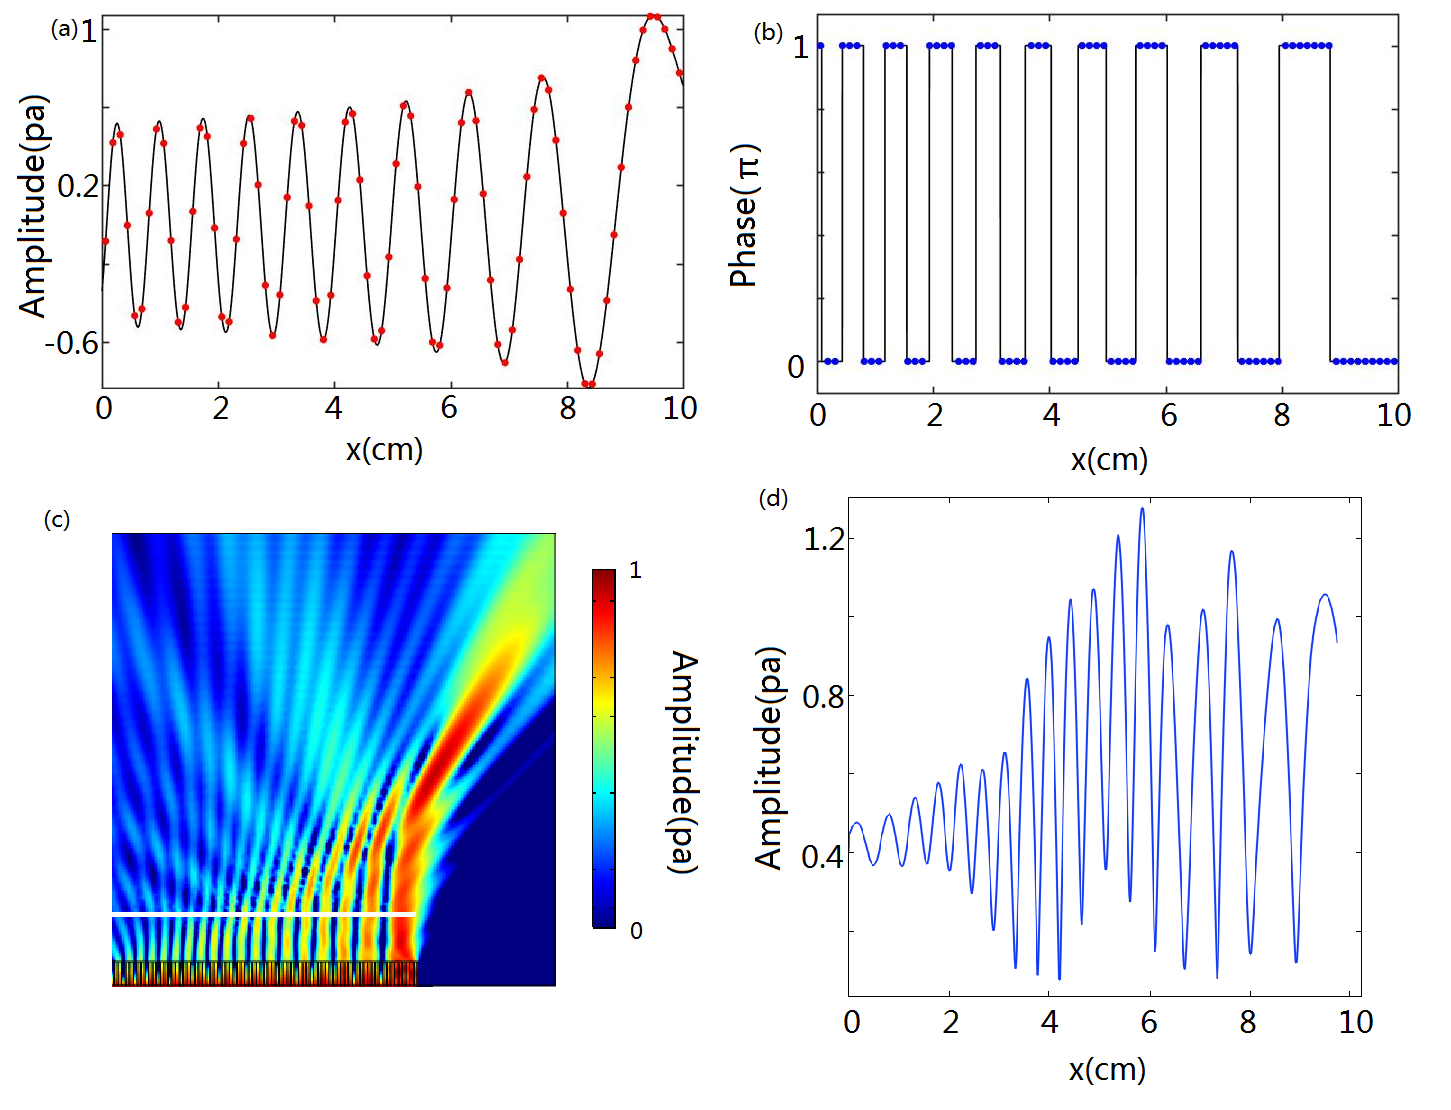 (a)
1
0.2
-0.6
Amplitude(pa)
0 2 4 6 8 10
x(cm)
(b)
1
0
Phase(π)
0 2 4 6 8 10
x(cm)
(c)
1
0
Amplitude(pa)
(d)
1.2
0.8
0.4
Amplitude(pa)
0 2 4 6 8 10
x(cm)